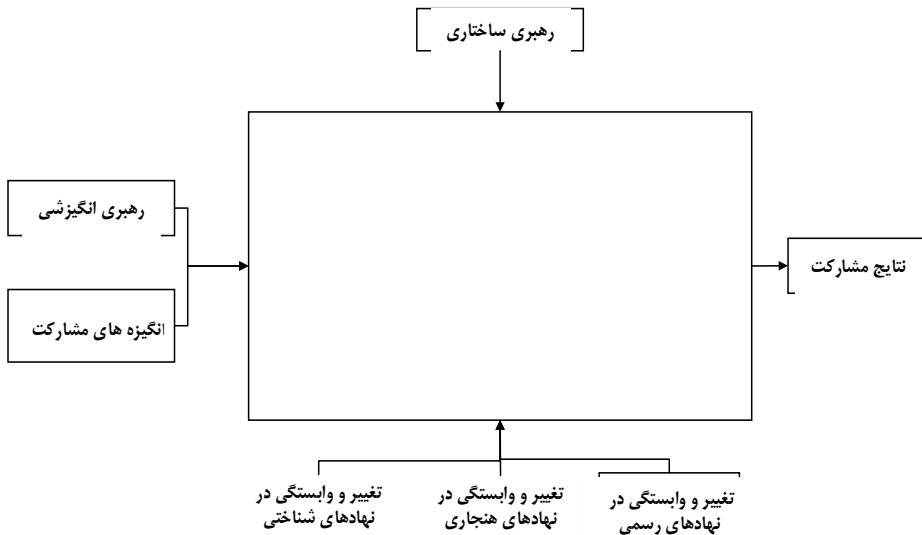 رهبری ساختاری
رهبری انگیزشی
نتایج مشارکت
انگیزه های مشارکت
تغییر و وابستگی در
نهادهای رسمی
تغییر و وابستگی در
نهادهای هنجاری
تغییر و وابستگی در
نهادهای شناختی